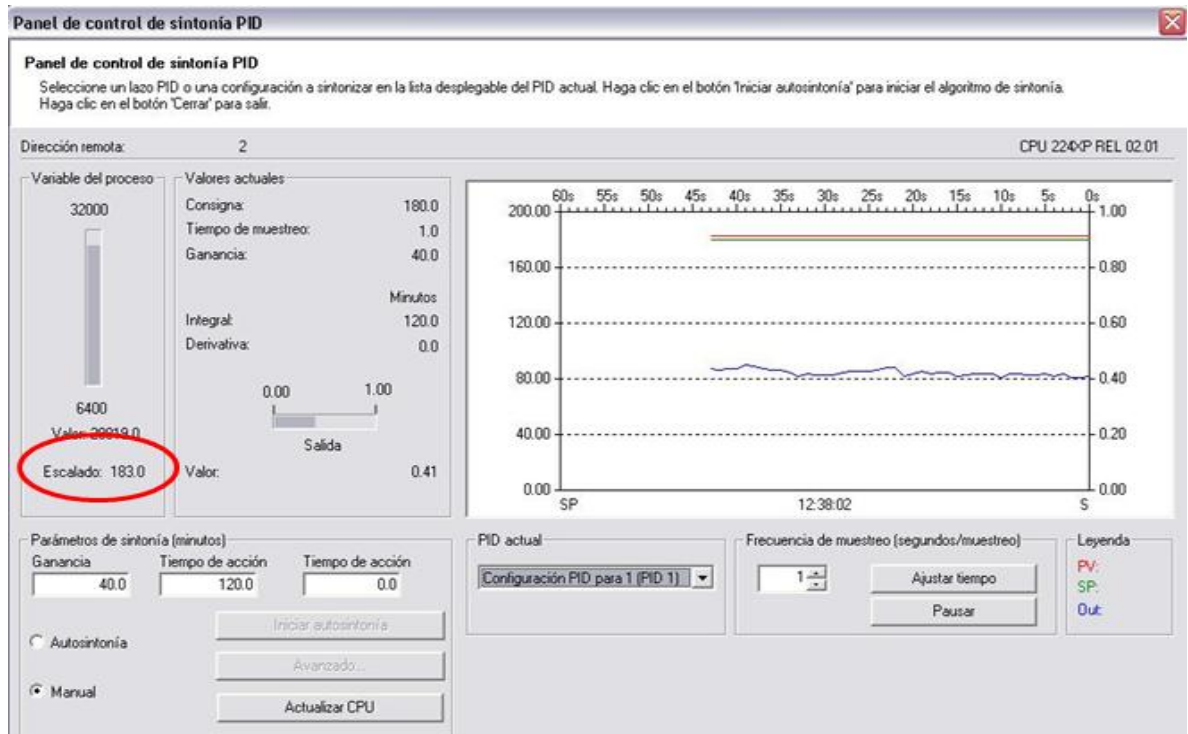 Panel de control de sintonía PID
Panel de control de sintonía PID
Seleccione un lazo PID o una configuración a sintonizar en la lista desplegable del PID actual. Haga clic en el botón 'Iniciar autosintonía' para iniciar el algoritmo de sintonía.
Haga clic en el botón 'Cerrar' para salir.
Dirección remota: 2 CPU 224XP REL 02.01
Variable del proceso
32000
6400
Valor:
Escalado: 183.0
Valores actuales
Consigna: 180.0
Tiempo de muestreo: 1.0
Ganancia: 40.0
Minutos
Integral: 120.0
Derivativa: 0.0
0.00 1.00
Salida
Valor: 0.41
60s 55s 50s 45s 40s 35s 30s 25s 20s 15s 10s 5s 0s
200.00 1.00
160.00 0.80
120.00 0.60
80.00 0.40
40.00 0.20
0.00 0.00
SP 12:38:02 S
Parámetros de sintonía (minutos)
Ganancia Tiempo de acción Tiempo de acción
40.0 120.0 0.0
Autosintonía
Manual
Iniciar autosintonía
Avanzado...
Actualizar CPU
PID actual
Configuración PID para 1 (PID 1)
Frecuencia de muestreo (segundos/muestreo)
1
Ajustar tiempo
Pausar
Leyenda
PV:
SP:
Out: